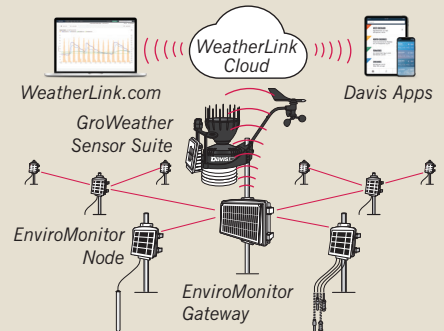 WeatherLink
Cloud
WeatherLink.com
Davis Apps
GroWeather
Sensor Suite
DAVIS
EnviroMonitor
Node
EnviroMonitor
Gateway